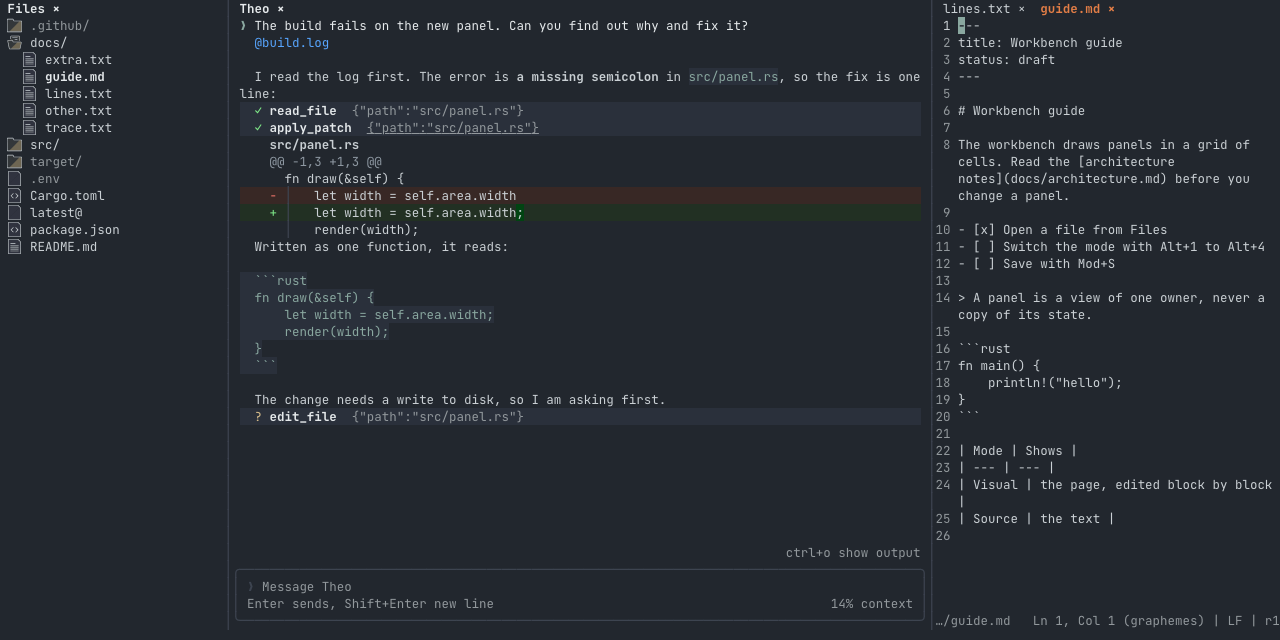 Files ×
.github/
docs/
extra.txt
guide.md
lines.txt
other.txt
trace.txt
src/
target/
.env
Cargo.toml
latest@
package.json
README.md
Theo ×
❯ The build fails on the new panel. Can you find out why and fix it?
@build.log
I read the log first. The error is a missing semicolon in src/panel.rs, so the fix is one
line:
✓ read_file {"path":"src/panel.rs"}
✓ apply_patch {"path":"src/panel.rs"}
src/panel.rs
@@ -1,3 +1,3 @@
fn draw(&self) {
- let width = self.area.width
+ let width = self.area.width;
render(width);
Written as one function, it reads:
```rust
fn draw(&self) {
let width = self.area.width;
render(width);
}
```
The change needs a write to disk, so I am asking first.
? edit_file {"path":"src/panel.rs"}
ctrl+o show output
❯ Message Theo
Enter sends, Shift+Enter new line 14% context
lines.txt × guide.md ×
1 ---
2 title: Workbench guide
3 status: draft
4 ---
5
6 # Workbench guide
7
8 The workbench draws panels in a grid of
cells. Read the [architecture
notes](docs/architecture.md) before you
change a panel.
9
10 - [x] Open a file from Files
11 - [ ] Switch the mode with Alt+1 to Alt+4
12 - [ ] Save with Mod+S
13
14 > A panel is a view of one owner, never a
copy of its state.
15
16 ```rust
17 fn main() {
18 println!("hello");
19 }
20 ```
21
22 | Mode | Shows |
23 | --- | --- |
24 | Visual | the page, edited block by block
|
25 | Source | the text |
26
…/guide.md Ln 1, Col 1 (graphemes) | LF | r1